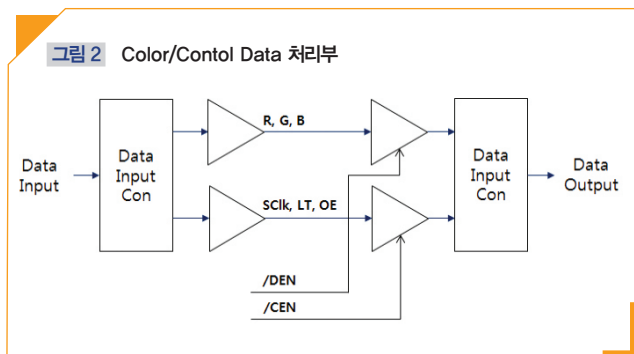 그림 2 Color/Contol Data 처리부
R, G, B
Data
Input
Data
Input
Con
Data
Input
Con
Data
Output
SClk, LT, OE
/DEN
/CEN